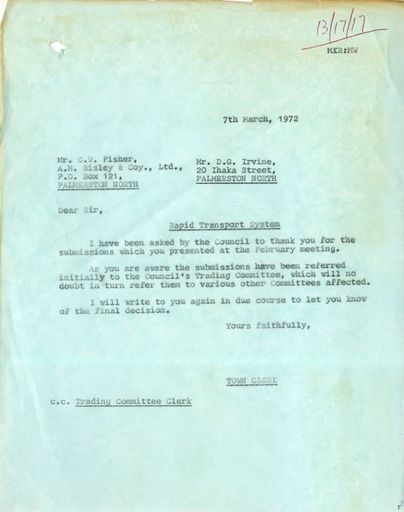 13/17/17
MKR:MW
7th March, 1972
Mr. C.W. Fisher,
A.M. Bisley & Coy., Ltd.,
P.O. Box 121,
PALMERSTON NORTH
Mr. D.G. Irvine,
20 Ihaka Street,
PALMERSTON NORTH
Dear Sir,
Rapid Transport System
I have been asked by the Council to thank you for the
submissions which you presented at the February meeting.
As you are aware the submissions have been referred
initially to the Council's Trading Committee, which will no
doubt in turn refer them to various other Committees affected.
I will write to you again in due course to let you know
of the final decision.
Yours faithfully,
TOWN CLERK
c.c. Trading Committee Clerk